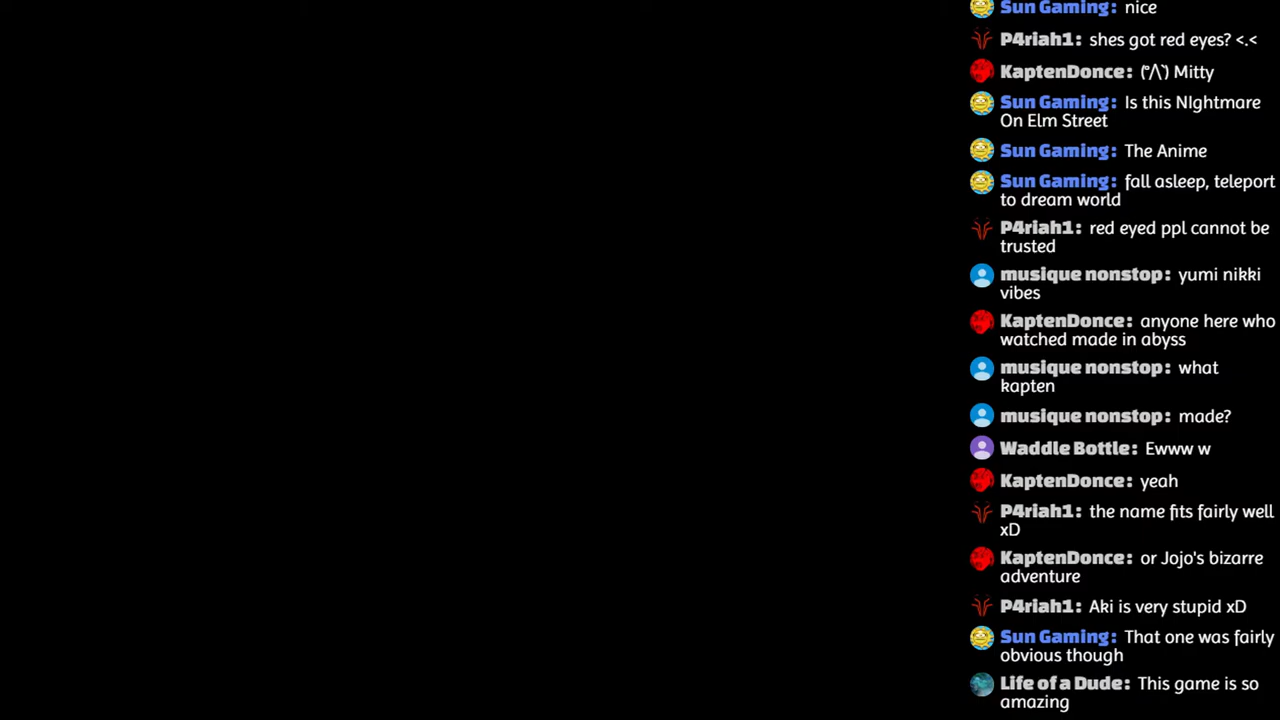 Sun Gaming: nice
P4riah1: shes got red eyes? <.<
KaptenDonce: (°/\`) Mitty
Sun Gaming: Is this NIghtmare
On Elm Street
Sun Gaming: The Anime
Sun Gaming: fall asleep, teleport
to dream world
P4riah1: red eyed ppl cannot be
trusted
musique nonstop: yumi nikki
vibes
KaptenDonce: anyone here who
watched made in abyss
musique nonstop: what
kapten
musique nonstop: made?
Waddle Bottle: Ewww w
KaptenDonce: yeah
P4riah1: the name fits fairly well
xD
KaptenDonce: or Jojo's bizarre
adventure
P4riah1: Aki is very stupid xD
Sun Gaming: That one was fairly
obvious though
Life of a Dude: This game is so
amazing